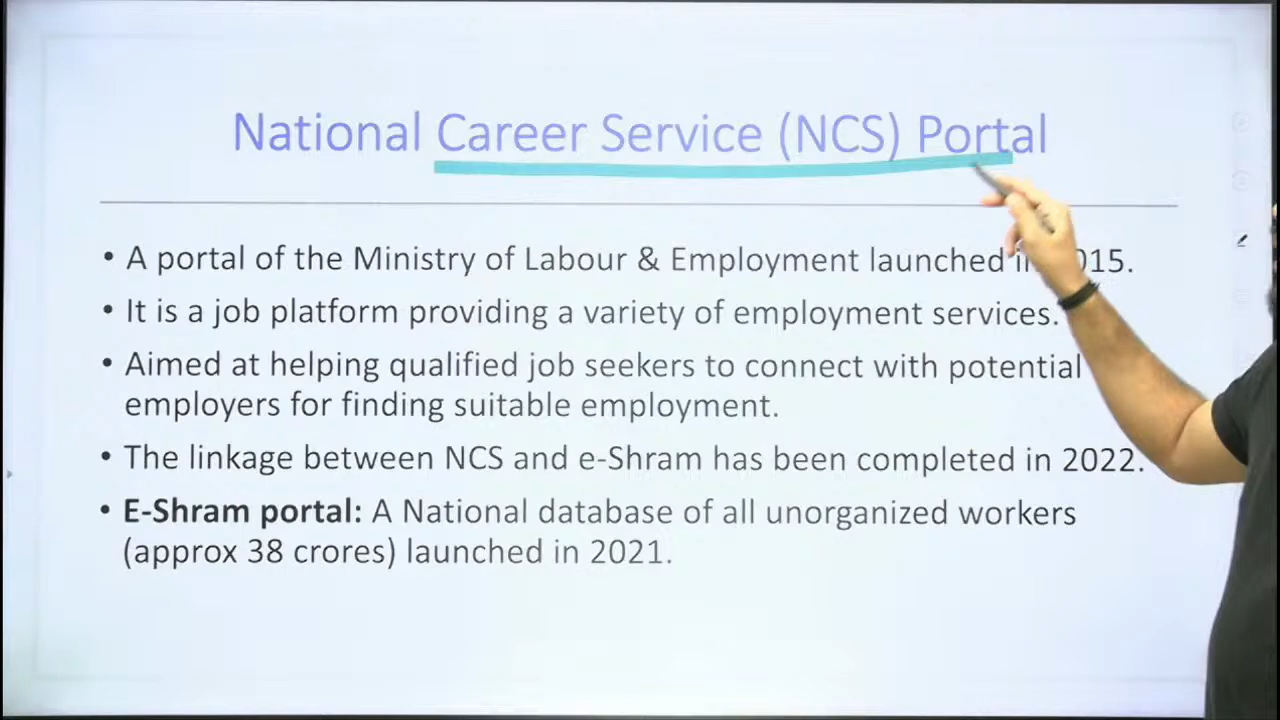 National Career Service (NCS) Portal
• A portal of the Ministry of Labour & Employment launched in 2015.
• It is a job platform providing a variety of employment services.
• Aimed at helping qualified job seekers to connect with potential
employers for finding suitable employment.
• The linkage between NCS and e-Shram has been completed in 2022.
• E-Shram portal: A National database of all unorganized workers
(approx 38 crores) launched in 2021.